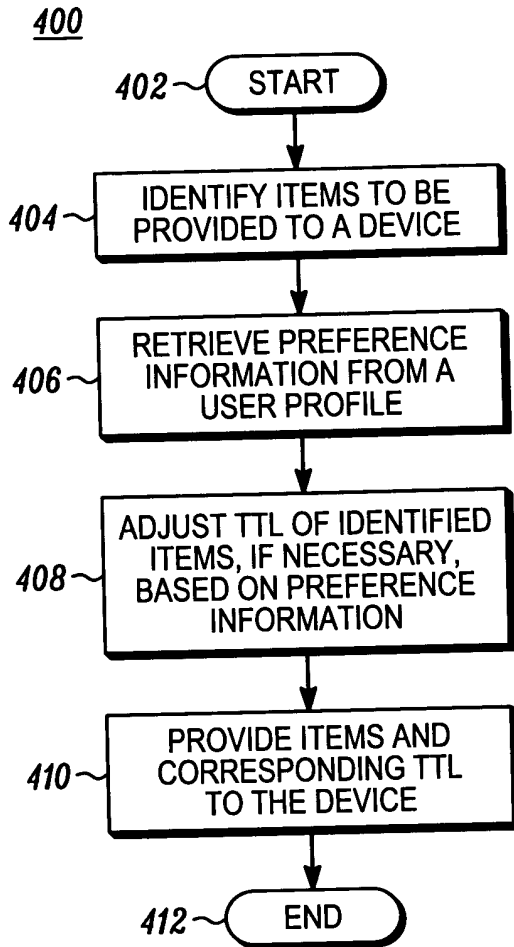 400
402 START
404 IDENTIFY ITEMS TO BE
PROVIDED TO A DEVICE
406 RETRIEVE PREFERENCE
INFORMATION FROM A
USER PROFILE
408 ADJUST TTL OF IDENTIFIED
ITEMS, IF NECESSARY,
BASED ON PREFERENCE
INFORMATION
410 PROVIDE ITEMS AND
CORRESPONDING TTL
TO THE DEVICE
412 END